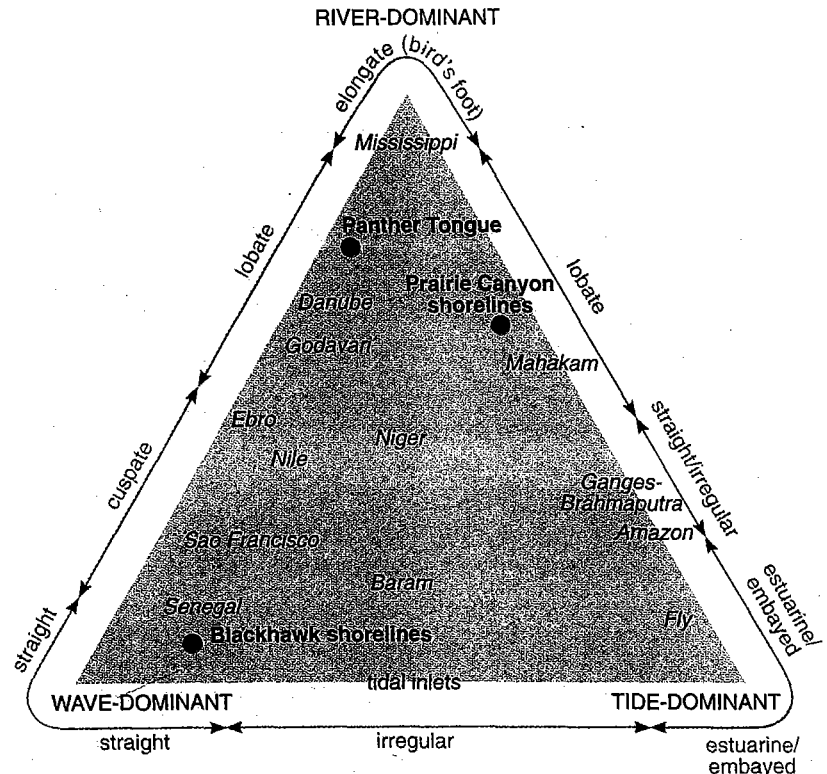 RIVER-DOMINANT
elongate (bird's foot)
Mississippi
Panther Tongue
lobate
Prairie Canyon
shorelines
lobate
Danube
Godavari
Mahakam
Ebro
Niger
Nile
cuspate
straight/irregular
Ganges-
Brahmaputra
Amazon
Sao Francisco
Baram
Senegal
Fly
estuarine/
embayed
straight
Blackhawk shorelines
tidal inlets
WAVE-DOMINANT
TIDE-DOMINANT
straight
irregular
estuarine/
embayed